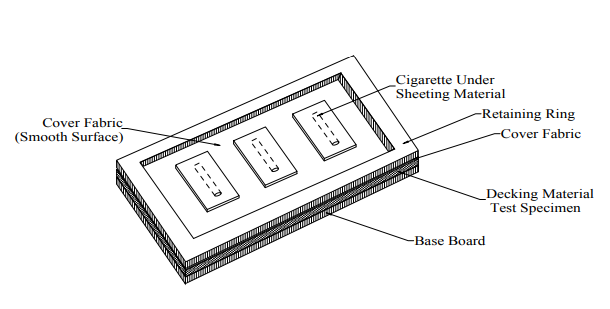 Cigarette Under
Sheeting Material
Retaining Ring
Cover Fabric
(Smooth Surface)
Cover Fabric
Decking Material
Test Specimen
Base Board